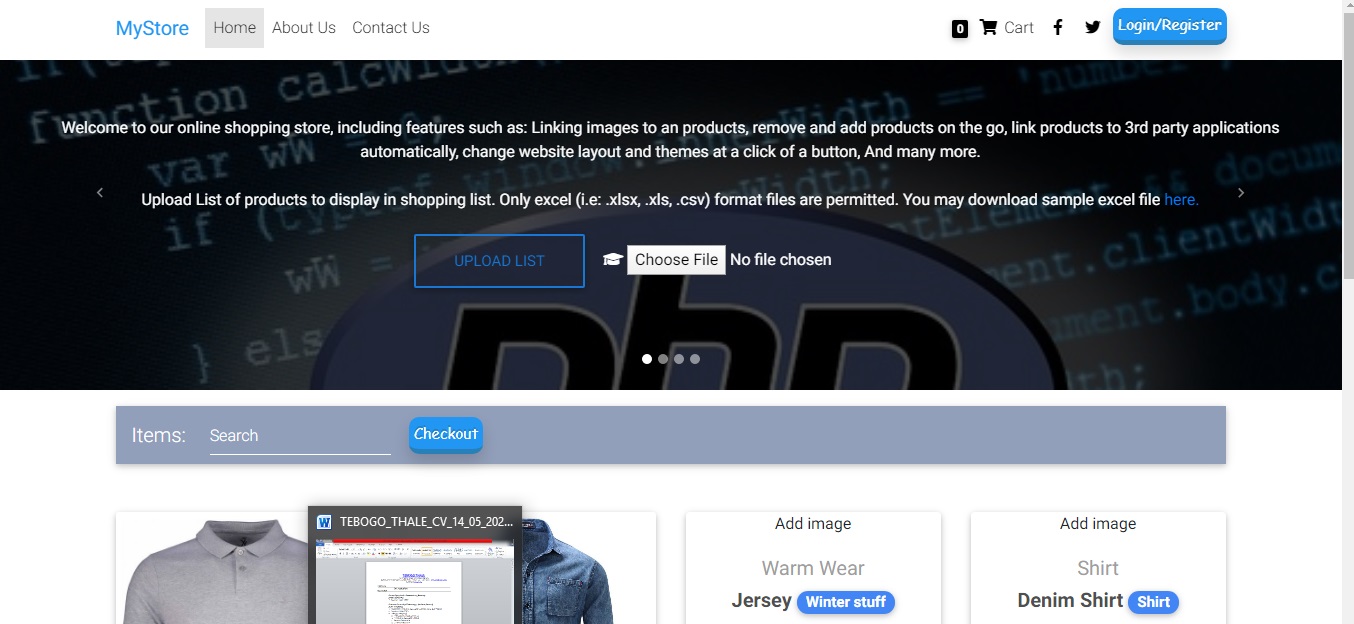 MyStore Home About Us Contact Us 0 Cart Login/Register
function calcWidth
var wW
Welcome to our online shopping store, including features such as: Linking images to an products, remove and add products on the go, link products to 3rd party applications
automatically, change website layout and themes at a click of a button, And many more.
Upload List of products to display in shopping list. Only excel (i.e: .xlsx, .xls, .csv) format files are permitted. You may download sample excel file here.
UPLOAD LIST Choose File No file chosen
php
Items: Search Checkout
TEBOGO_THALE_CV_14_05_202...
Add image
Warm Wear
Jersey Winter stuff
Add image
Shirt
Denim Shirt Shirt